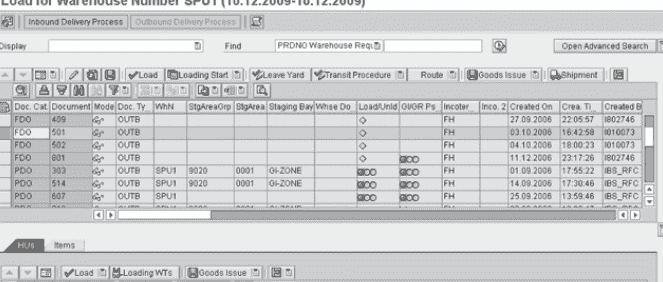 Load for Warehouse Number SPU1 (10.12.2009-10.12.2009)
Inbound Delivery Process Outbound Delivery Process
Display Find PRDNO Warehouse Requ Open Advanced Search
Load Loading Start Leave Yard Transit Procedure Route Goods Issue Shipment
Doc. Cat. Document Mode Doc. Ty... WhN StgAreaGrp StgArea Staging Bay Whse Do Load/Unld GI/GR Ps... Incoter... Inco. 2 Created On Crea. Ti... Created B
FDO 409 OUTB FH 27.09.2006 22:05:57 I802746
FDO 501 OUTB FH 03.10.2006 16:42:58 I010073
FDO 502 OUTB FH 04.10.2006 18:00:23 I010073
FDO 801 OUTB FH 11.12.2006 23:17:26 I802746
PDO 303 OUTB SPU1 9020 0001 GI-ZONE FH 01.09.2006 17:55:22 IBS_RFC
PDO 514 OUTB SPU1 9020 0001 GI-ZONE FH 14.09.2006 17:30:46 IBS_RFC
PDO 607 OUTB SPU1 FH 25.09.2006 13:59:46 IBS_RFC
HUs Items
Load Loading WTs Goods Issue